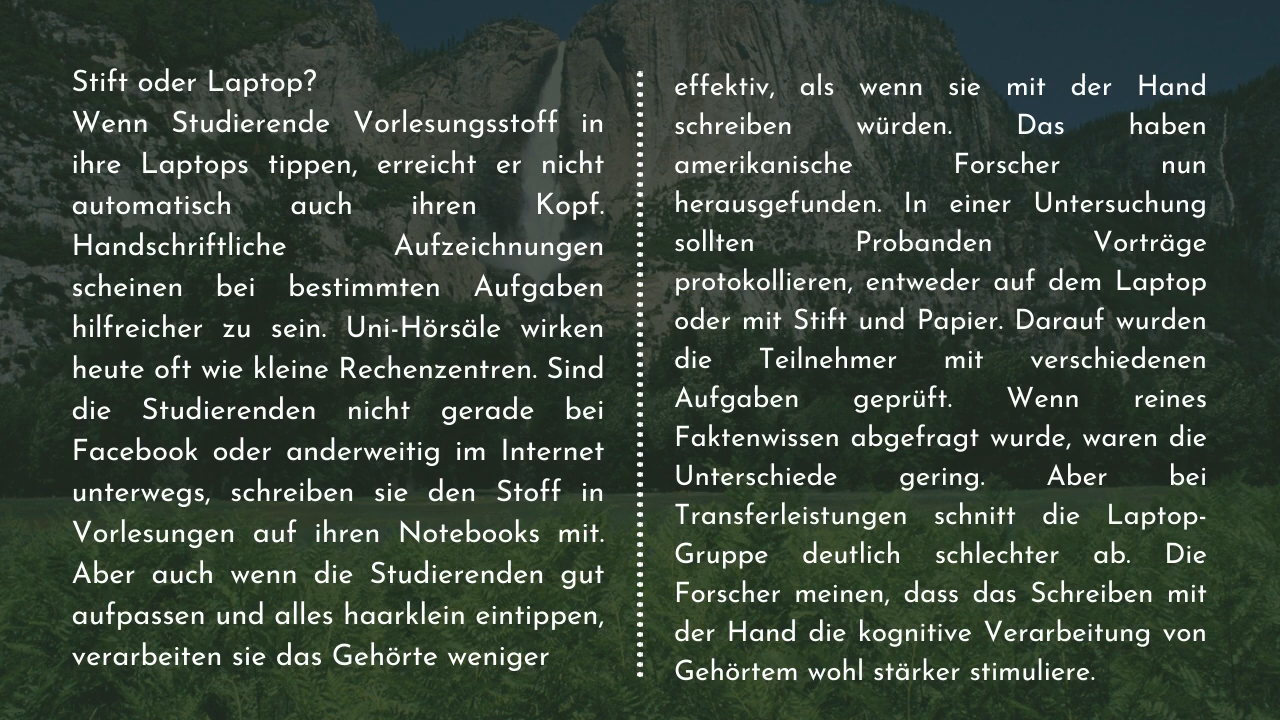 Stift oder Laptop?
Wenn Studierende Vorlesungsstoff in
ihre Laptops tippen, erreicht er nicht
automatisch auch ihren Kopf.
Handschriftliche Aufzeichnungen
scheinen bei bestimmten Aufgaben
hilfreicher zu sein. Uni-Hörsäle wirken
heute oft wie kleine Rechenzentren. Sind
die Studierenden nicht gerade bei
Facebook oder anderweitig im Internet
unterwegs, schreiben sie den Stoff in
Vorlesungen auf ihren Notebooks mit.
Aber auch wenn die Studierenden gut
aufpassen und alles haarklein eintippen,
verarbeiten sie das Gehörte weniger
effektiv, als wenn sie mit der Hand
schreiben würden. Das haben
amerikanische Forscher nun
herausgefunden. In einer Untersuchung
sollten Probanden Vorträge
protokollieren, entweder auf dem Laptop
oder mit Stift und Papier. Darauf wurden
die Teilnehmer mit verschiedenen
Aufgaben geprüft. Wenn reines
Faktenwissen abgefragt wurde, waren die
Unterschiede gering. Aber bei
Transferleistungen schnitt die Laptop-
Gruppe deutlich schlechter ab. Die
Forscher meinen, dass das Schreiben mit
der Hand die kognitive Verarbeitung von
Gehörtem wohl stärker stimuliere.